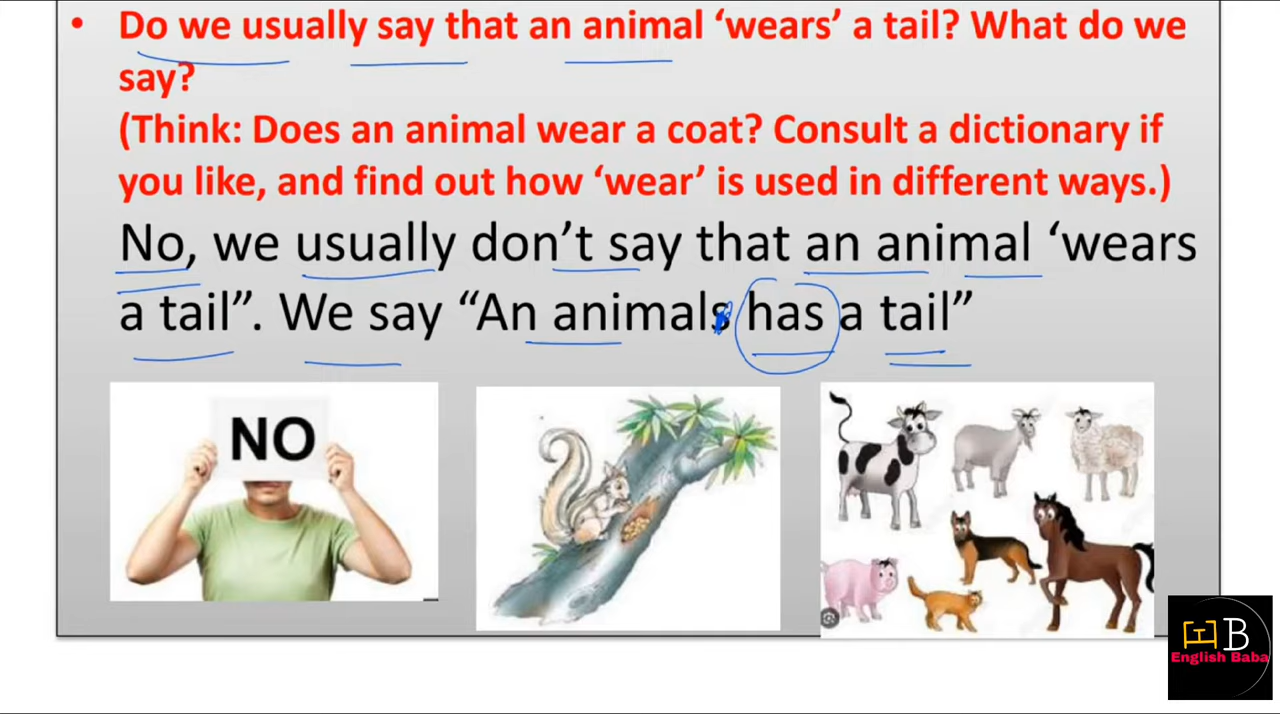 • Do we usually say that an animal ‘wears’ a tail? What do we
say?
(Think: Does an animal wear a coat? Consult a dictionary if
you like, and find out how ‘wear’ is used in different ways.)
No, we usually don’t say that an animal ‘wears
a tail”. We say “An animals has a tail”
NO
B
English Baba